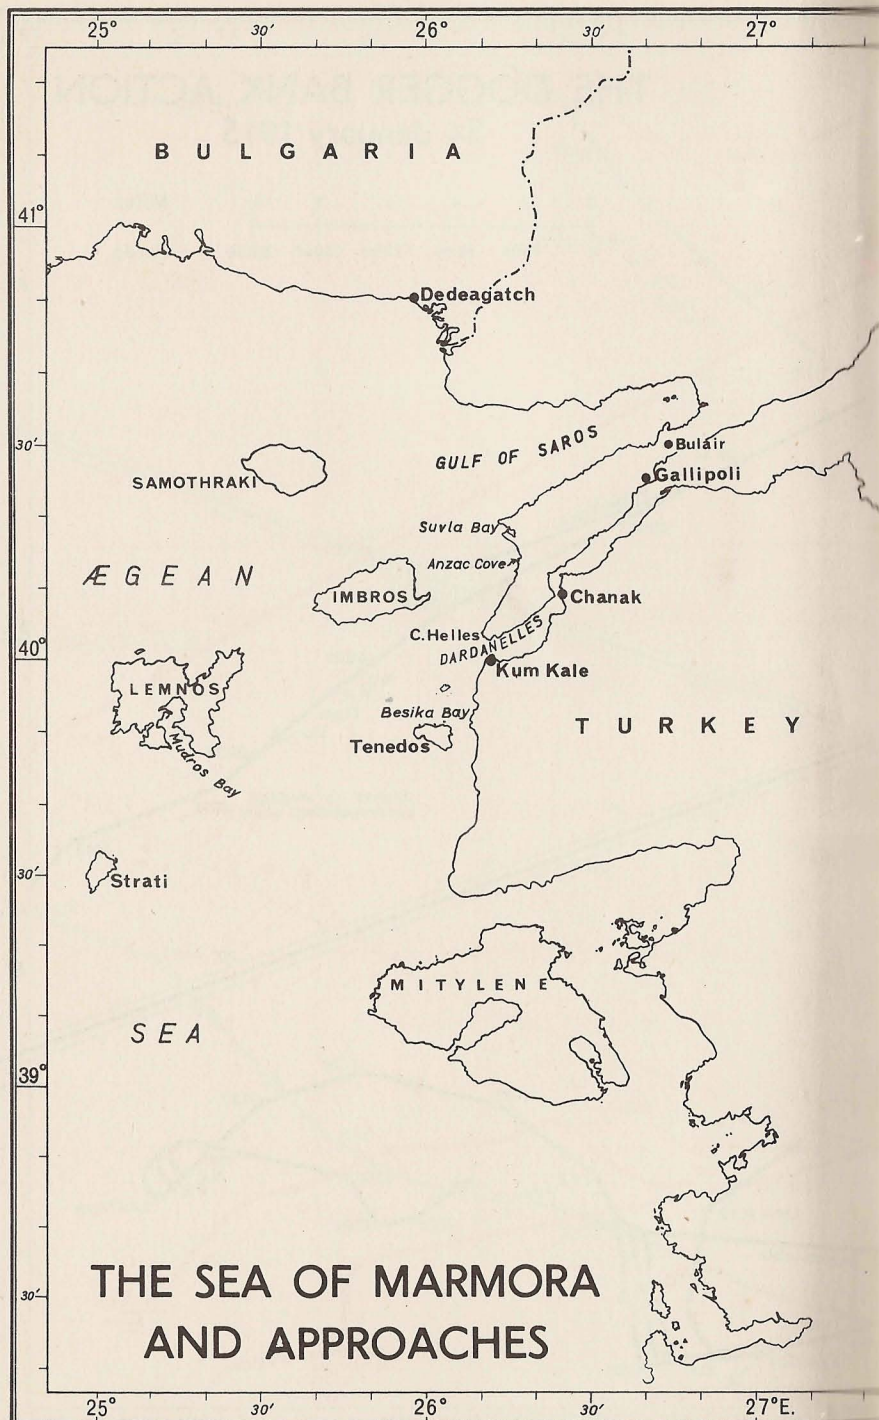 25° 30′ 26° 30′ 27°
BULGARIA
41°
Dedeagatch
30′
GULF OF SAROS
Bulair
Gallipoli
SAMOTHRAKI
Suvla Bay
Anzac Cove
ÆGEAN
IMBROS
Chanak
C.Helles
DARDANELLES
40°
Kum Kale
LEMNOS
Besika Bay
TURKEY
Tenedos
Mudros Bay
30′
Strati
MITYLENE
SEA
39°
THE SEA OF MARMORA
30′
AND APPROACHES
25° 30′ 26° 30′ 27°E.